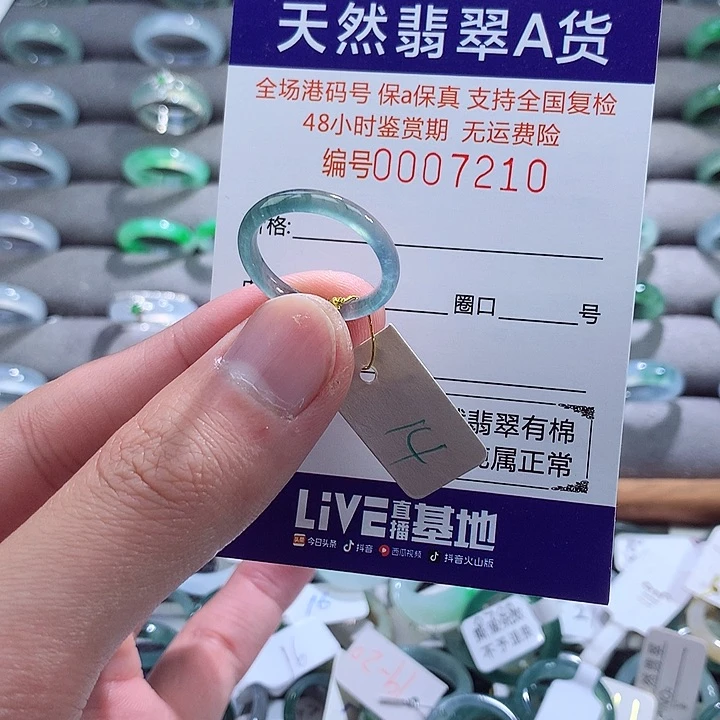 天然翡翠A货
全场港码号 保a保真 支持全国复检
48小时鉴赏期 无运费险
编号0007210
格:
圈口 号
翡翠有棉
属正常
LiVE直播基地
今日头条 抖音 西瓜视频 抖音火山版
16